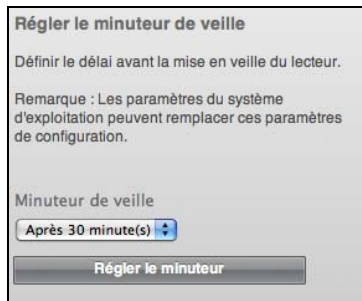 Régler le minuteur de veille
Définir le délai avant la mise en veille du lecteur.
Remarque : Les paramètres du système
d'exploitation peuvent remplacer ces paramètres
de configuration.
Minuteur de veille
Après 30 minute(s)
Régler le minuteur